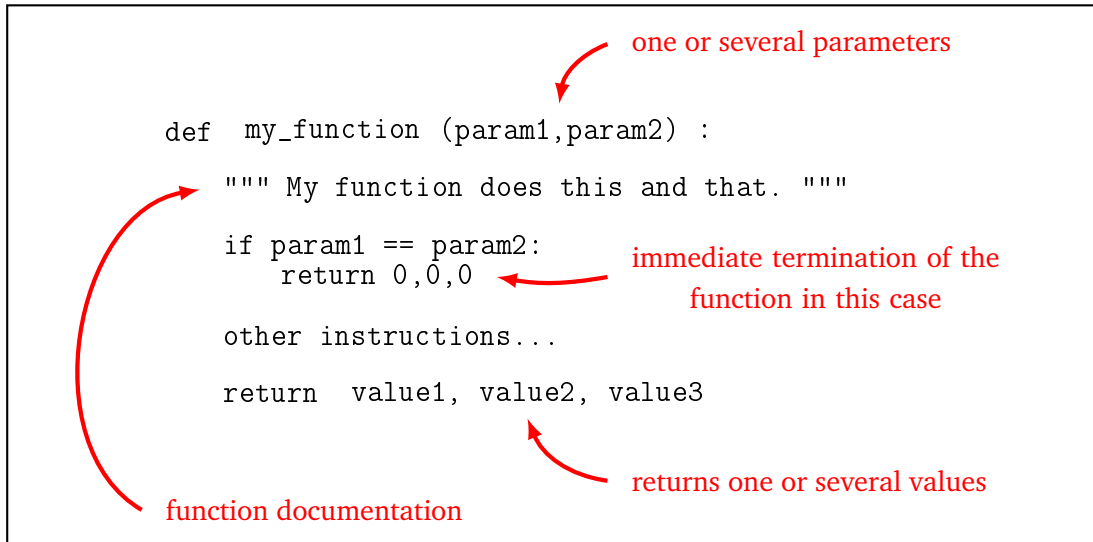 one or several parameters
def my_function (param1,param2) :
""" My function does this and that. """
if param1 == param2:
return 0,0,0
immediate termination of the
function in this case
other instructions...
return value1, value2, value3
returns one or several values
function documentation